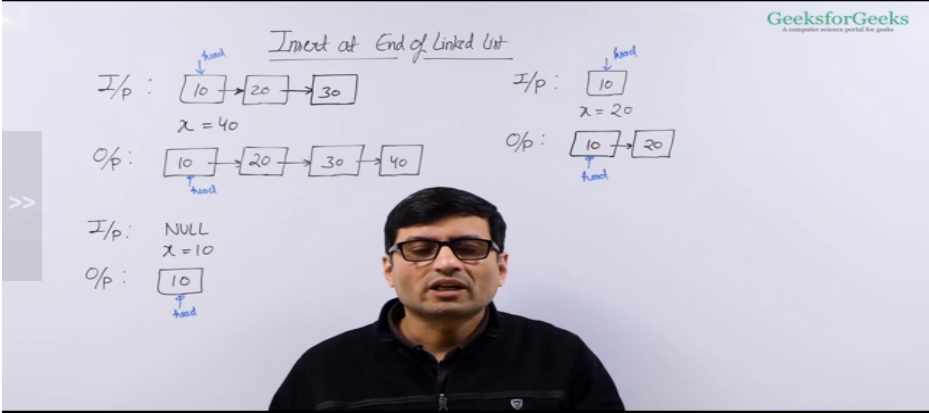 GeeksforGeeks
A computer science portal for geeks
Insert at End of Linked List
head
I/p : 10 20 30
x = 40
O/p : 10 20 30 40
head
I/p : NULL
x = 10
O/p : 10
head
head
I/p : 10
x = 20
O/p : 10 20
head
>>